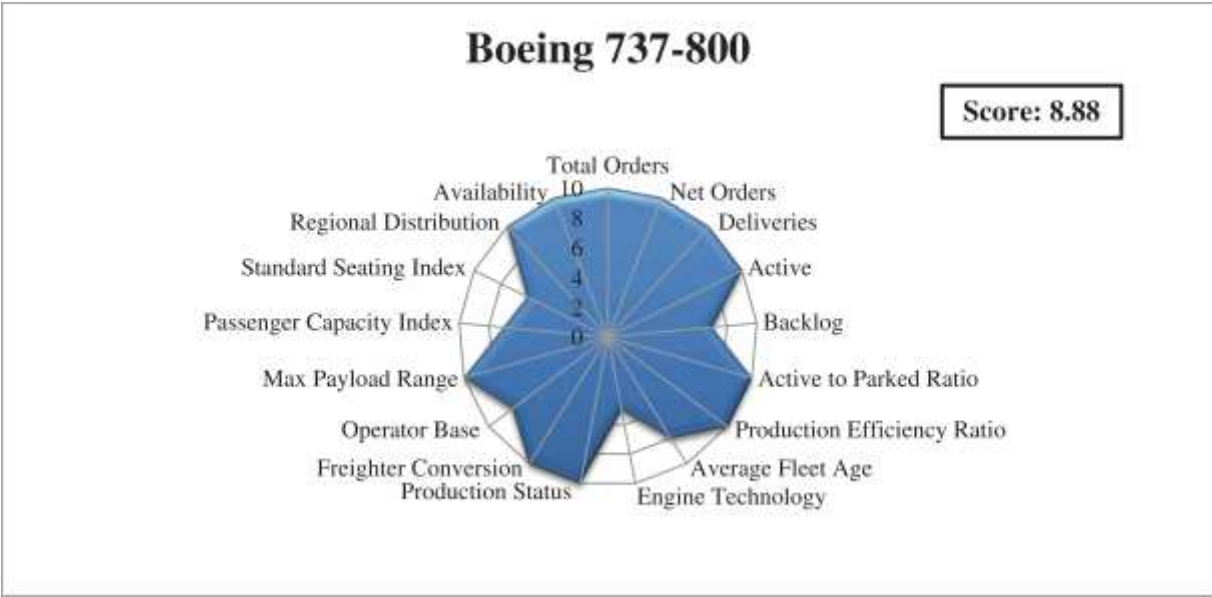 Boeing 737-800
Score: 8.88
Total Orders
Availability 10 Net Orders
Regional Distribution 8 Deliveries
Standard Seating Index 6 Active
4
Passenger Capacity Index 2 Backlog
0
Max Payload Range Active to Parked Ratio
Operator Base Production Efficiency Ratio
Freighter Conversion Average Fleet Age
Production Status Engine Technology